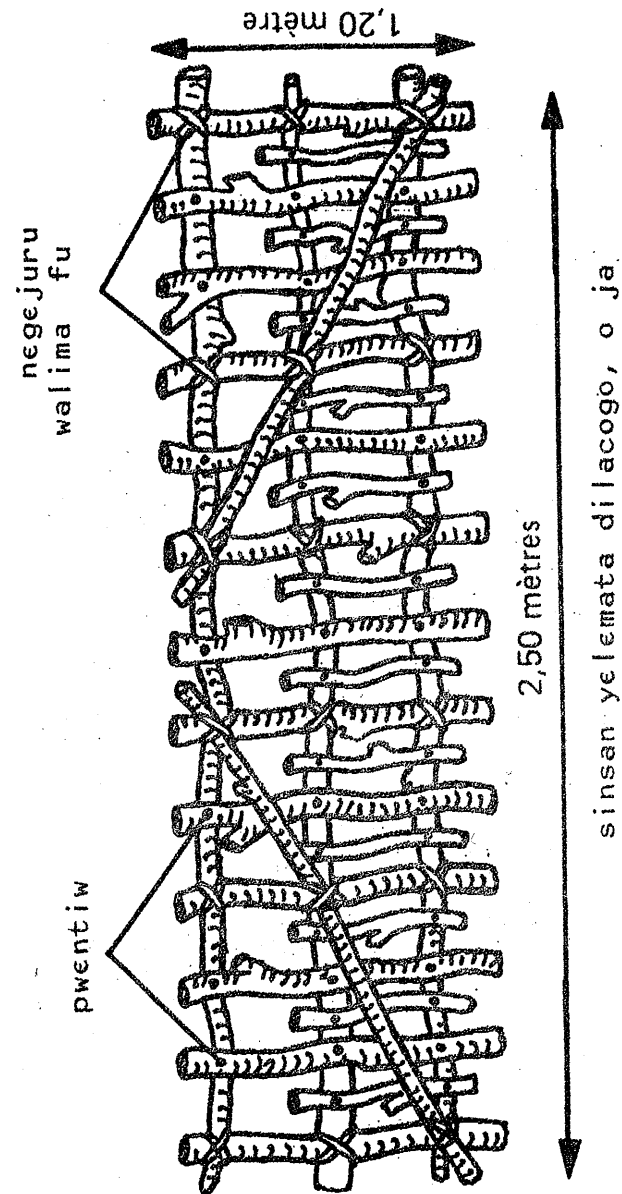 1,20 mètre
negejuru
walima fu
pwentiw
2,50 mètres
sinsan yelemata dilacogo, o ja